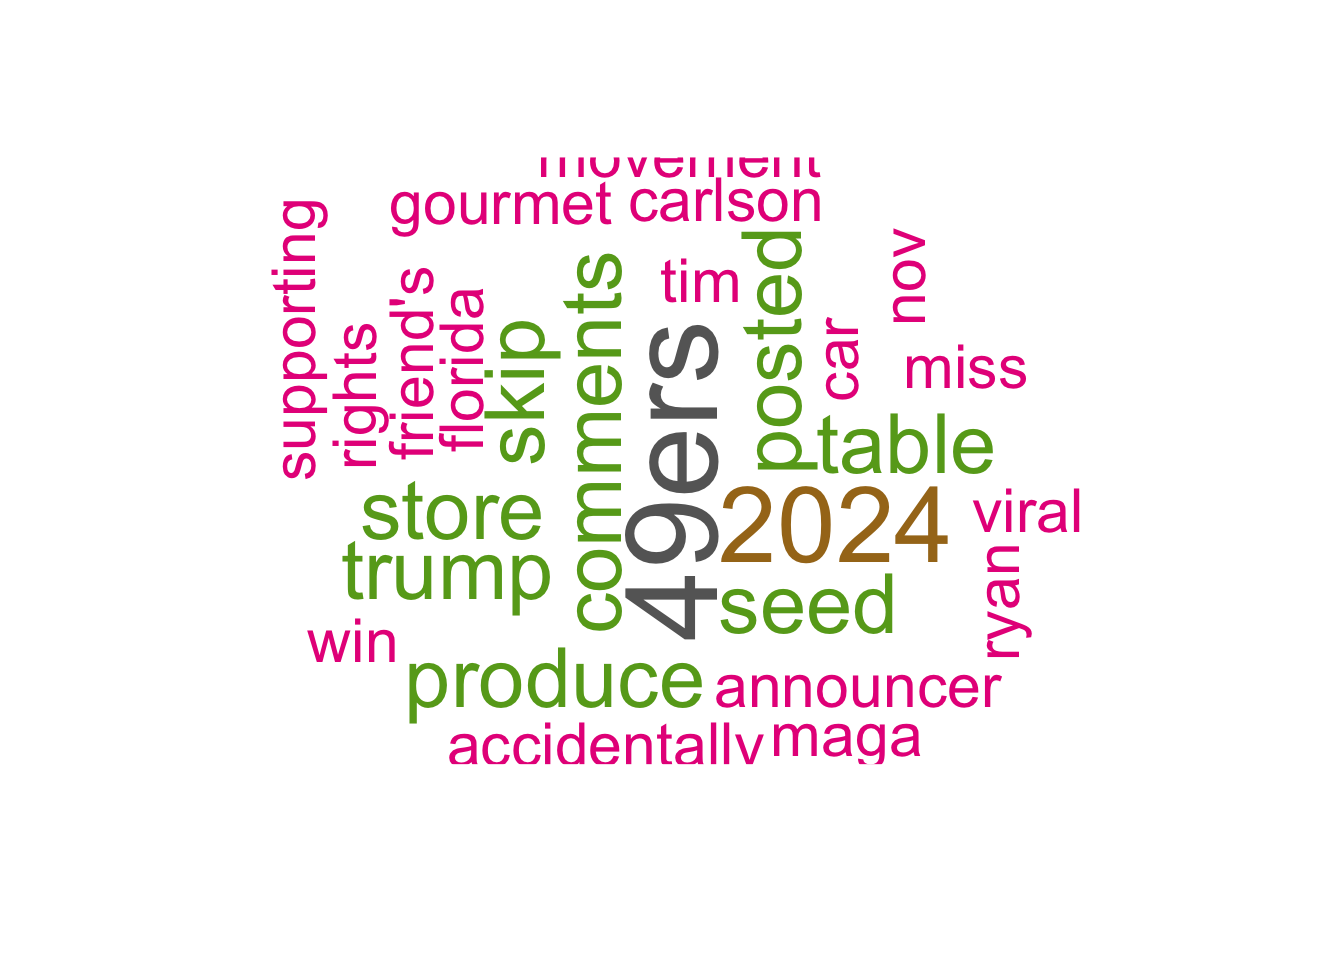 movement
gourmet carlson
supporting
rights
friend's
florida
skip
comments
tim
49ers
posted
car
nov
miss
table
store
2024
viral
trump
seed
ryan
win
produce
announcer
accidentally
maga